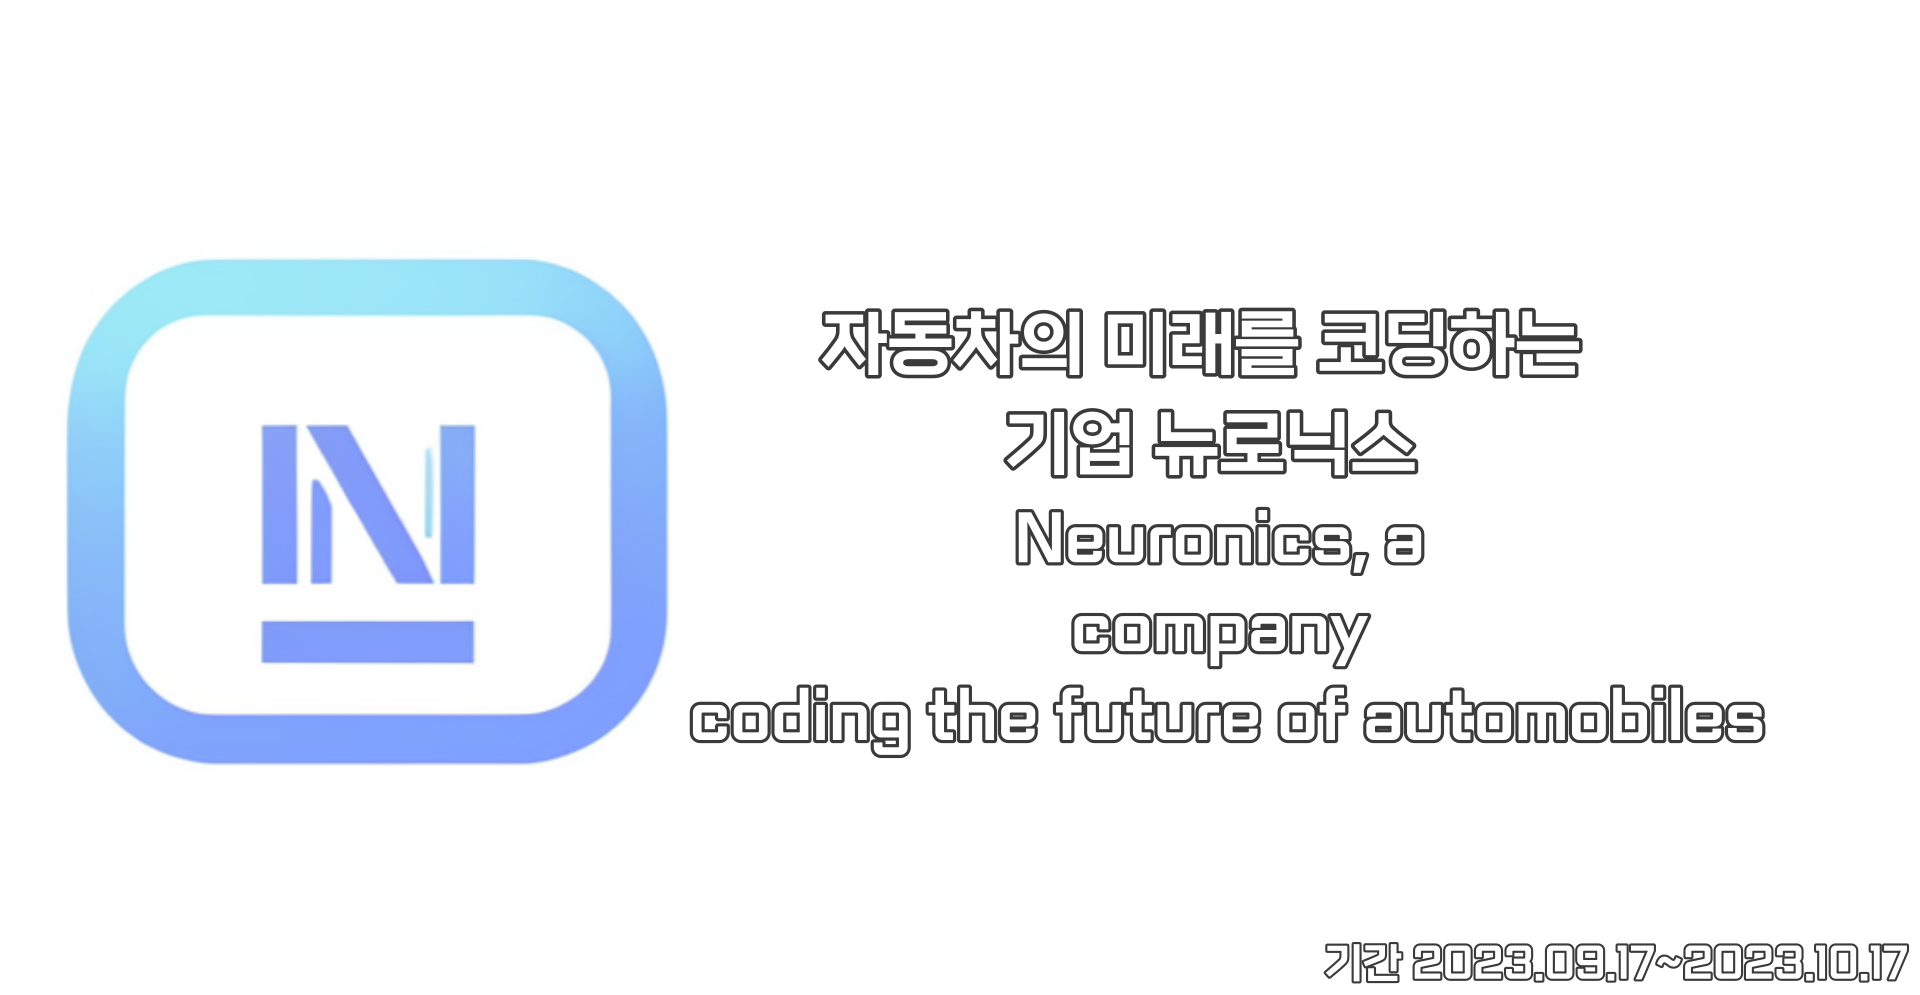 N
자동차의 미래를 코딩하는
기업 뉴로닉스
Neuronics, a
company
coding the future of automobiles
기간 2023.09.17~2023.10.17